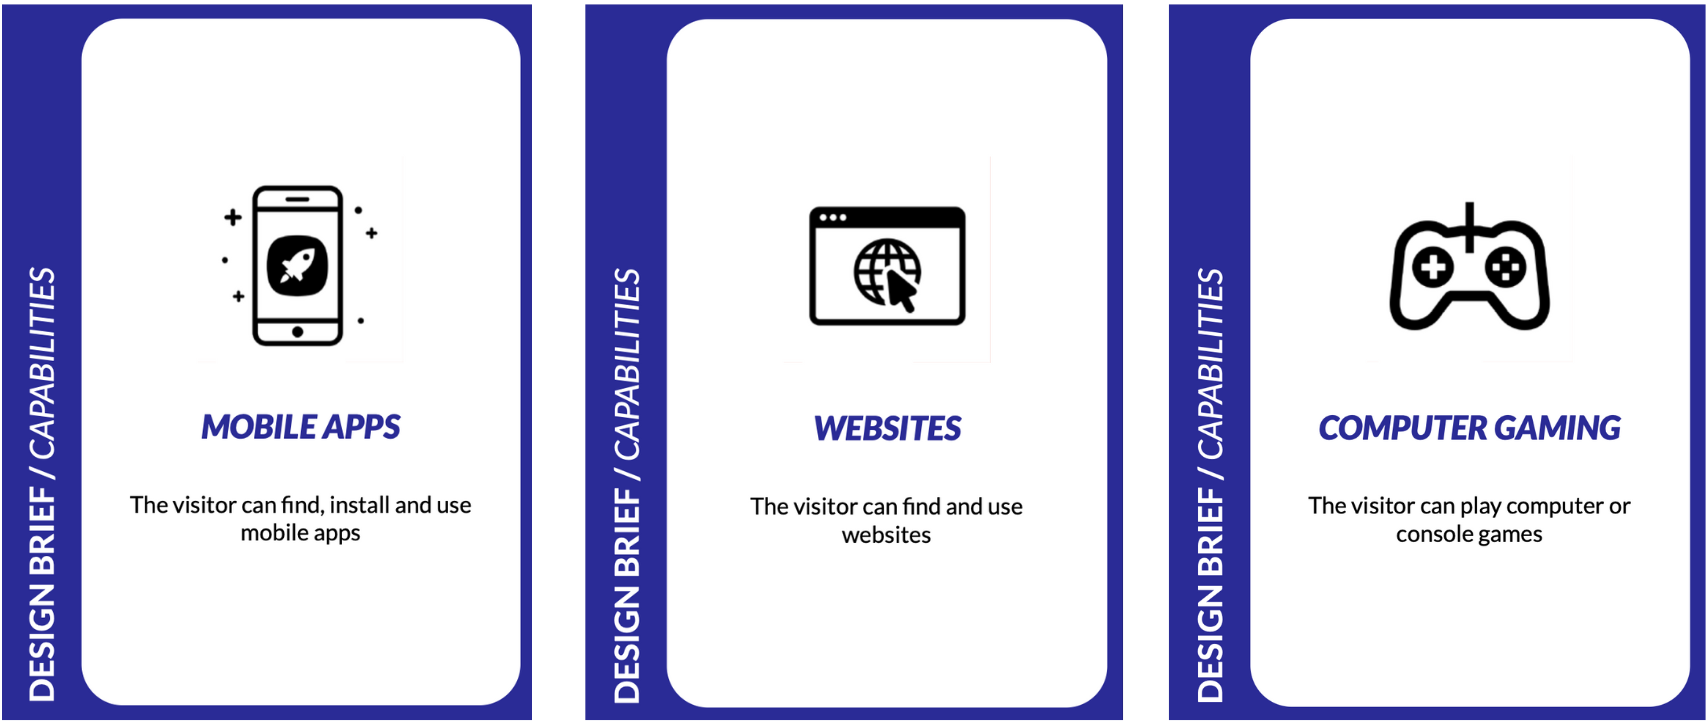 DESIGN BRIEF / CAPABILITIES
MOBILE APPS
The visitor can find, install and use
mobile apps
DESIGN BRIEF / CAPABILITIES
WEBSITES
The visitor can find and use
websites
DESIGN BRIEF / CAPABILITIES
COMPUTER GAMING
The visitor can play computer or
console games